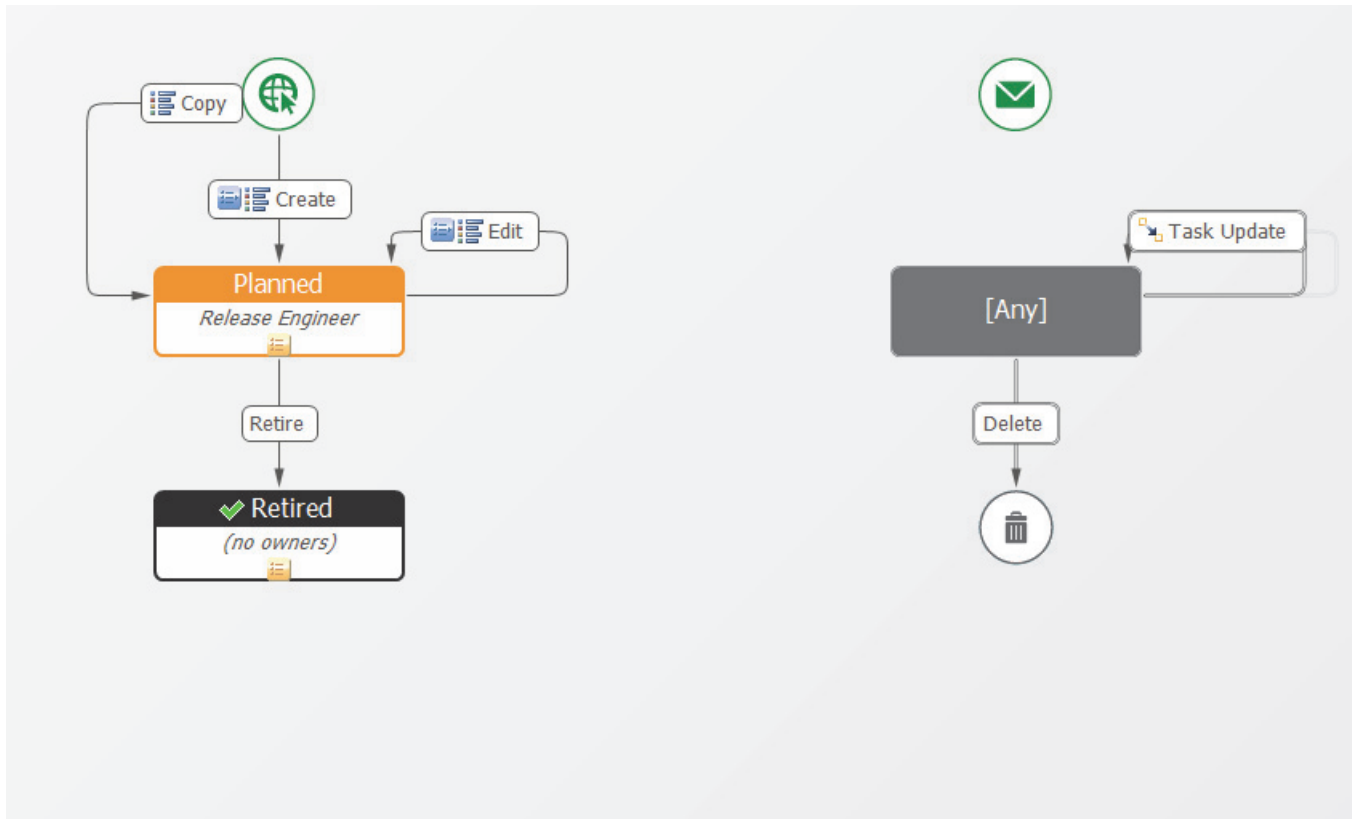 Copy
Create
Edit
Planned
Release Engineer
Retire
Retired
(no owners)
Task Update
[Any]
Delete